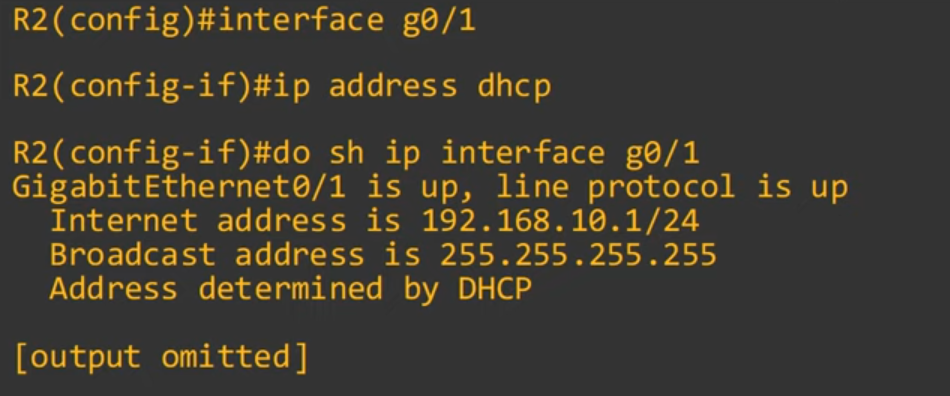 R2(config)#interface g0/1
R2(config-if)#ip address dhcp
R2(config-if)#do sh ip interface g0/1
GigabitEthernet0/1 is up, line protocol is up
Internet address is 192.168.10.1/24
Broadcast address is 255.255.255.255
Address determined by DHCP
[output omitted]